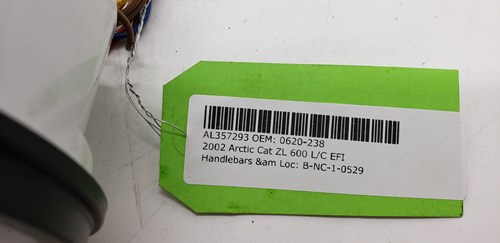 AL357293 OEM: 0620-238
2002 Arctic Cat ZL 600 L/C EFI
Handlebars &am Loc: B-NC-1-0529